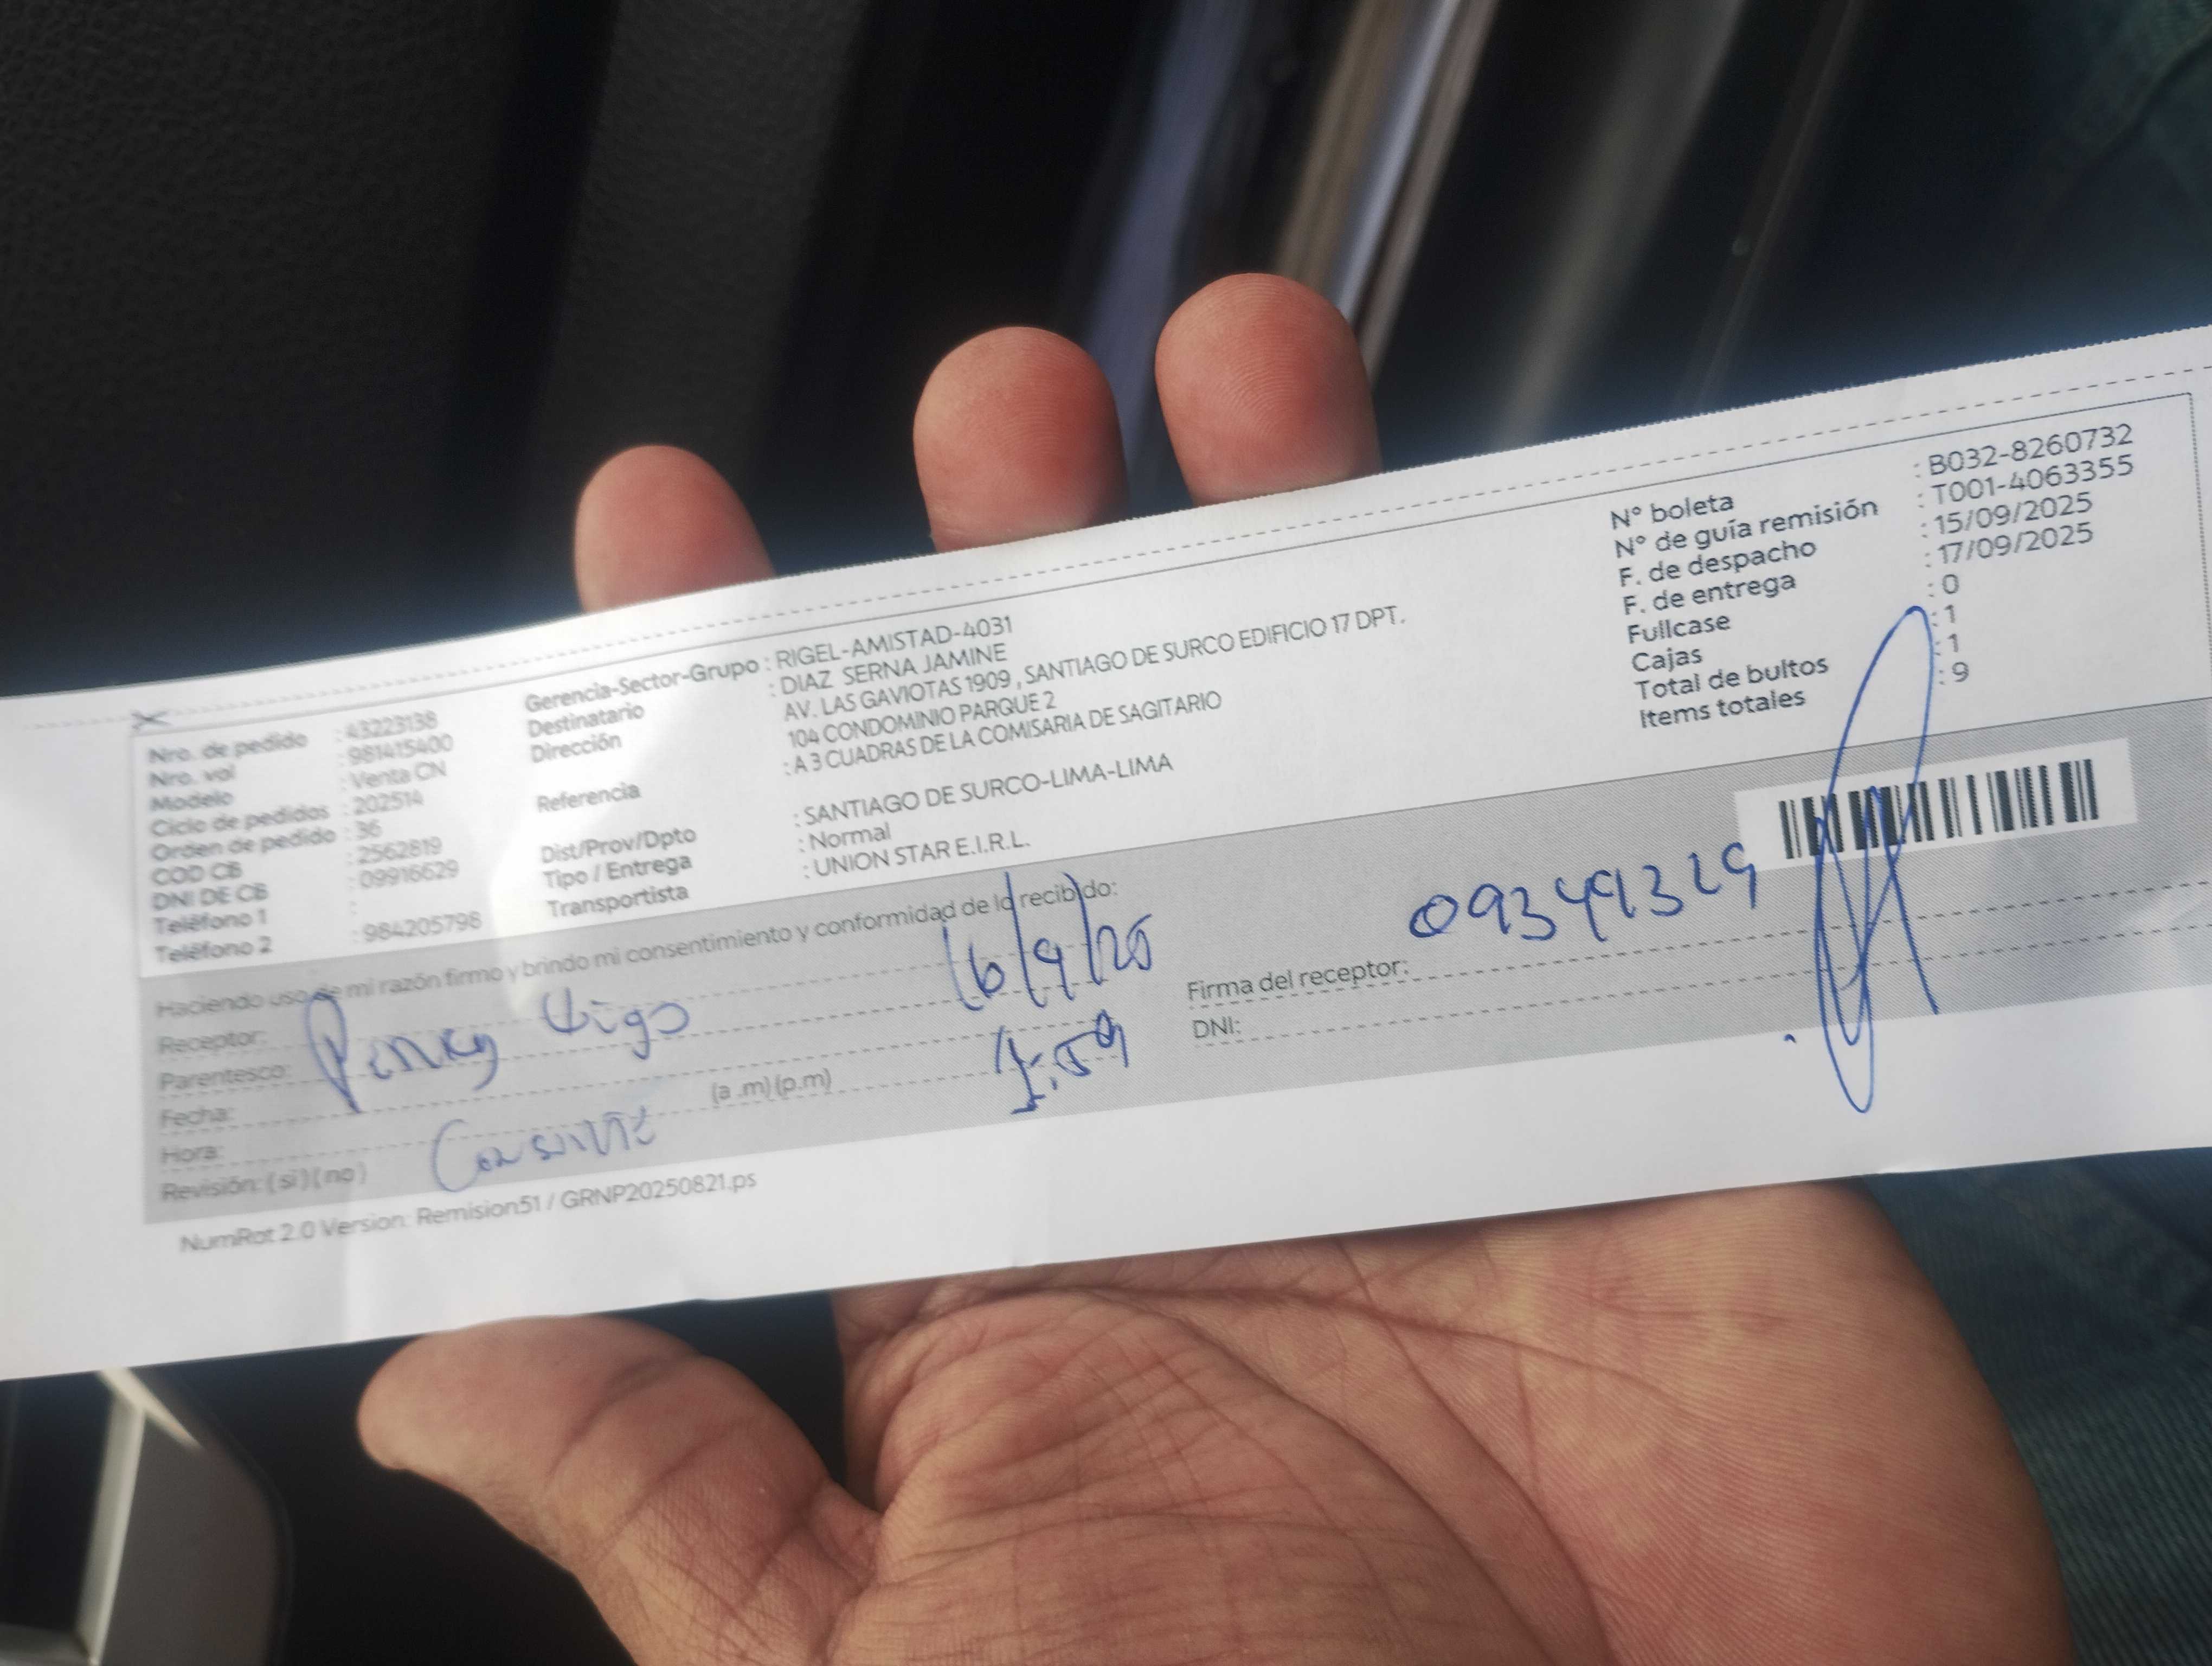 Nro. de pedido : 43223138
Nro. vol : 981415400
Modelo : Venta CN
Ciclo de pedidos : 202514
Orden de pedido : 36
COD CB : 2562819
DNI DE CB : 09916629
Teléfono 1 :
Teléfono 2 : 984205798
Gerencia-Sector-Grupo : RIGEL-AMISTAD-4031
Destinatario : DIAZ SERNA JAMINE
Dirección AV. LAS GAVIOTAS 1909 , SANTIAGO DE SURCO EDIFICIO 17 DPT.
104 CONDOMINIO PARQUE 2
Referencia : A 3 CUADRAS DE LA COMISARIA DE SAGITARIO
Dist/Prov/Dpto : SANTIAGO DE SURCO-LIMA-LIMA
Tipo / Entrega : Normal
Transportista : UNION STAR E.I.R.L.
N° boleta : B032-8260732
N° de guía remisión : T001-4063355
F. de despacho : 15/09/2025
F. de entrega : 17/09/2025
Fullcase : 0
Cajas : 1
Total de bultos : 1
Items totales : 9
Haciendo uso de mi razón firmo y brindo mi consentimiento y conformidad de lo recibido:
Receptor:
Parentesco:
Fecha: 16/9/25
Hora: (a .m) (p.m)
Revisión: ( si ) ( no )
Firma del receptor: 
DNI:
NumRot 2.0 Version: Remision51 / GRNP20250821.ps